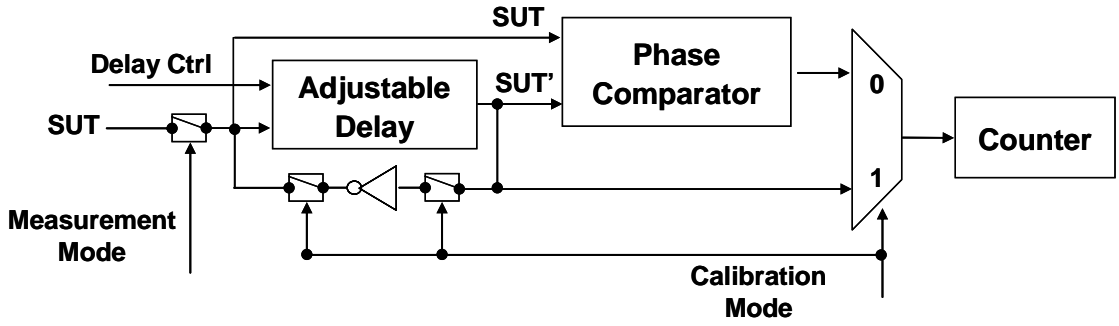 SUT
Phase
Comparator
Delay Ctrl
Adjustable
Delay
SUT'
0
SUT
Counter
1
Measurement
Mode
Calibration
Mode